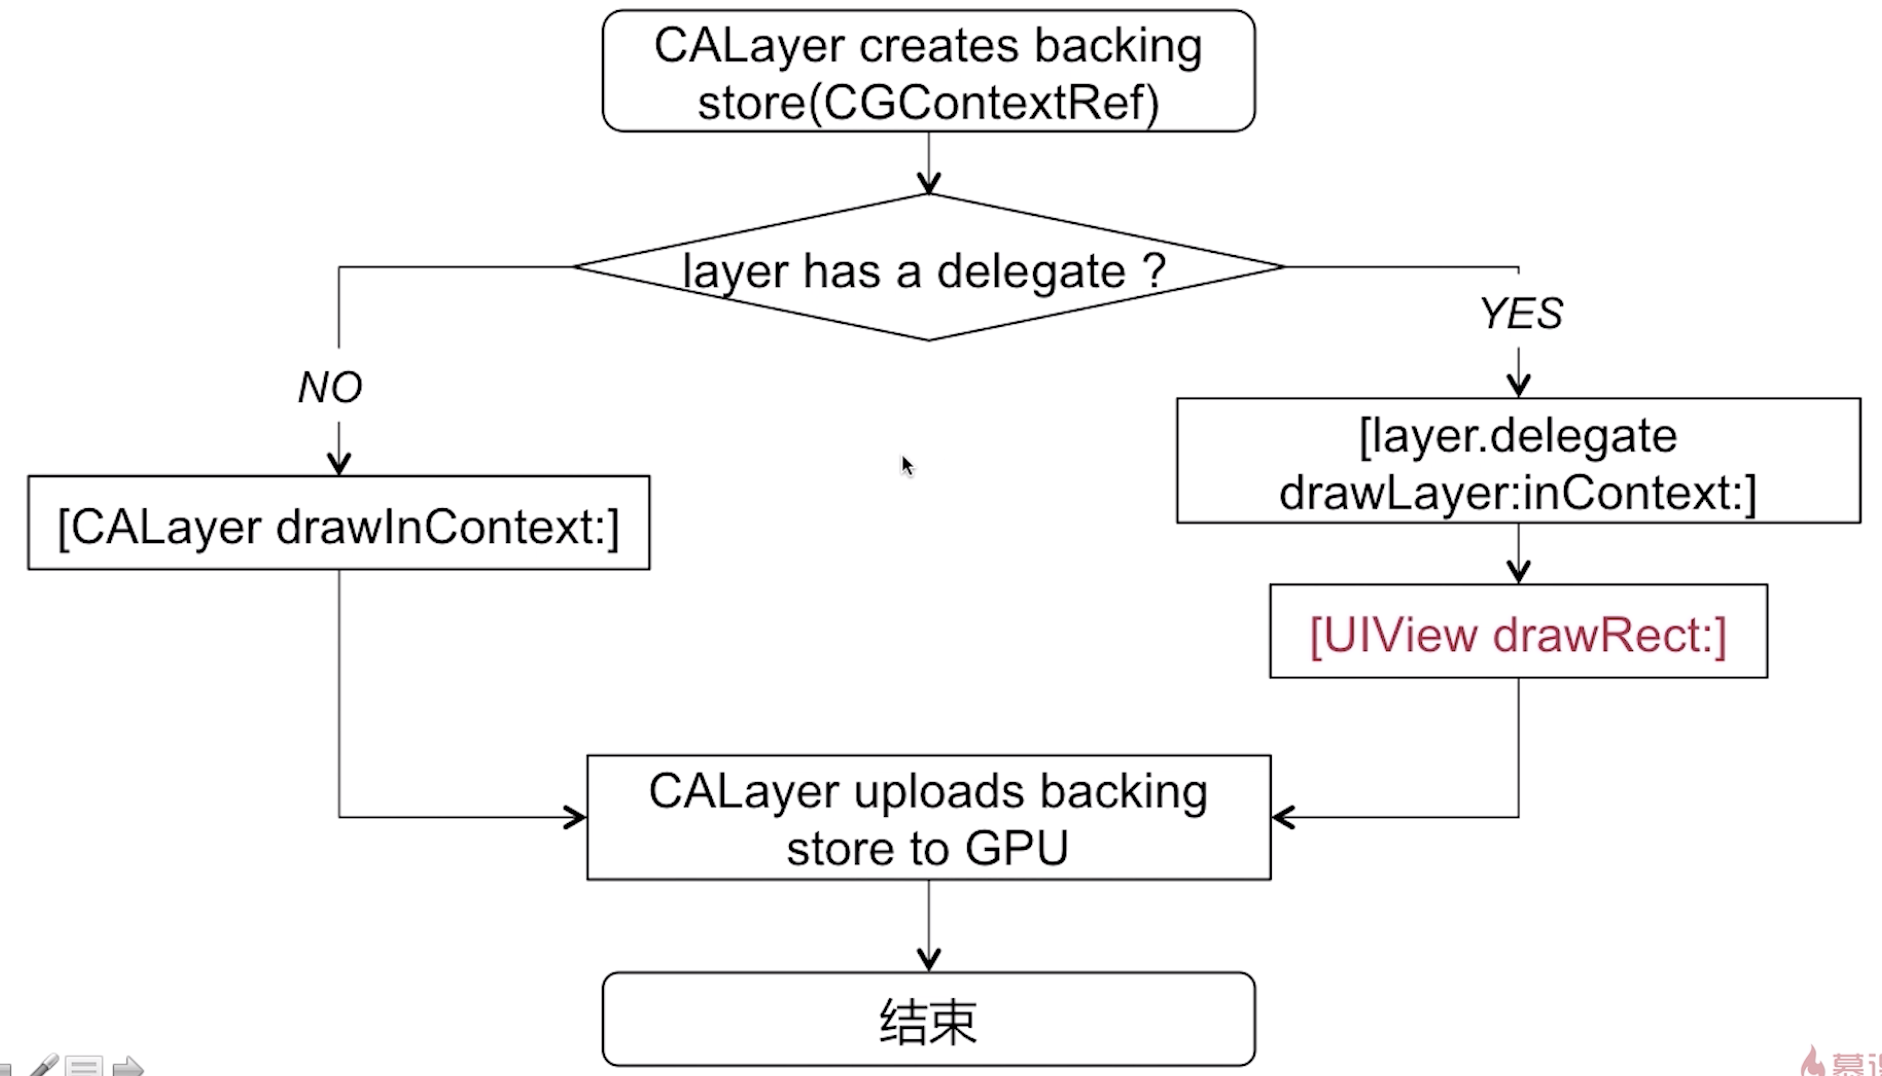 CALayer creates backing
store(CGContextRef)
layer has a delegate ?
YES
NO
[layer.delegate
drawLayer:inContext:]
[CALayer drawInContext:]
[UIView drawRect:]
CALayer uploads backing
store to GPU
结束